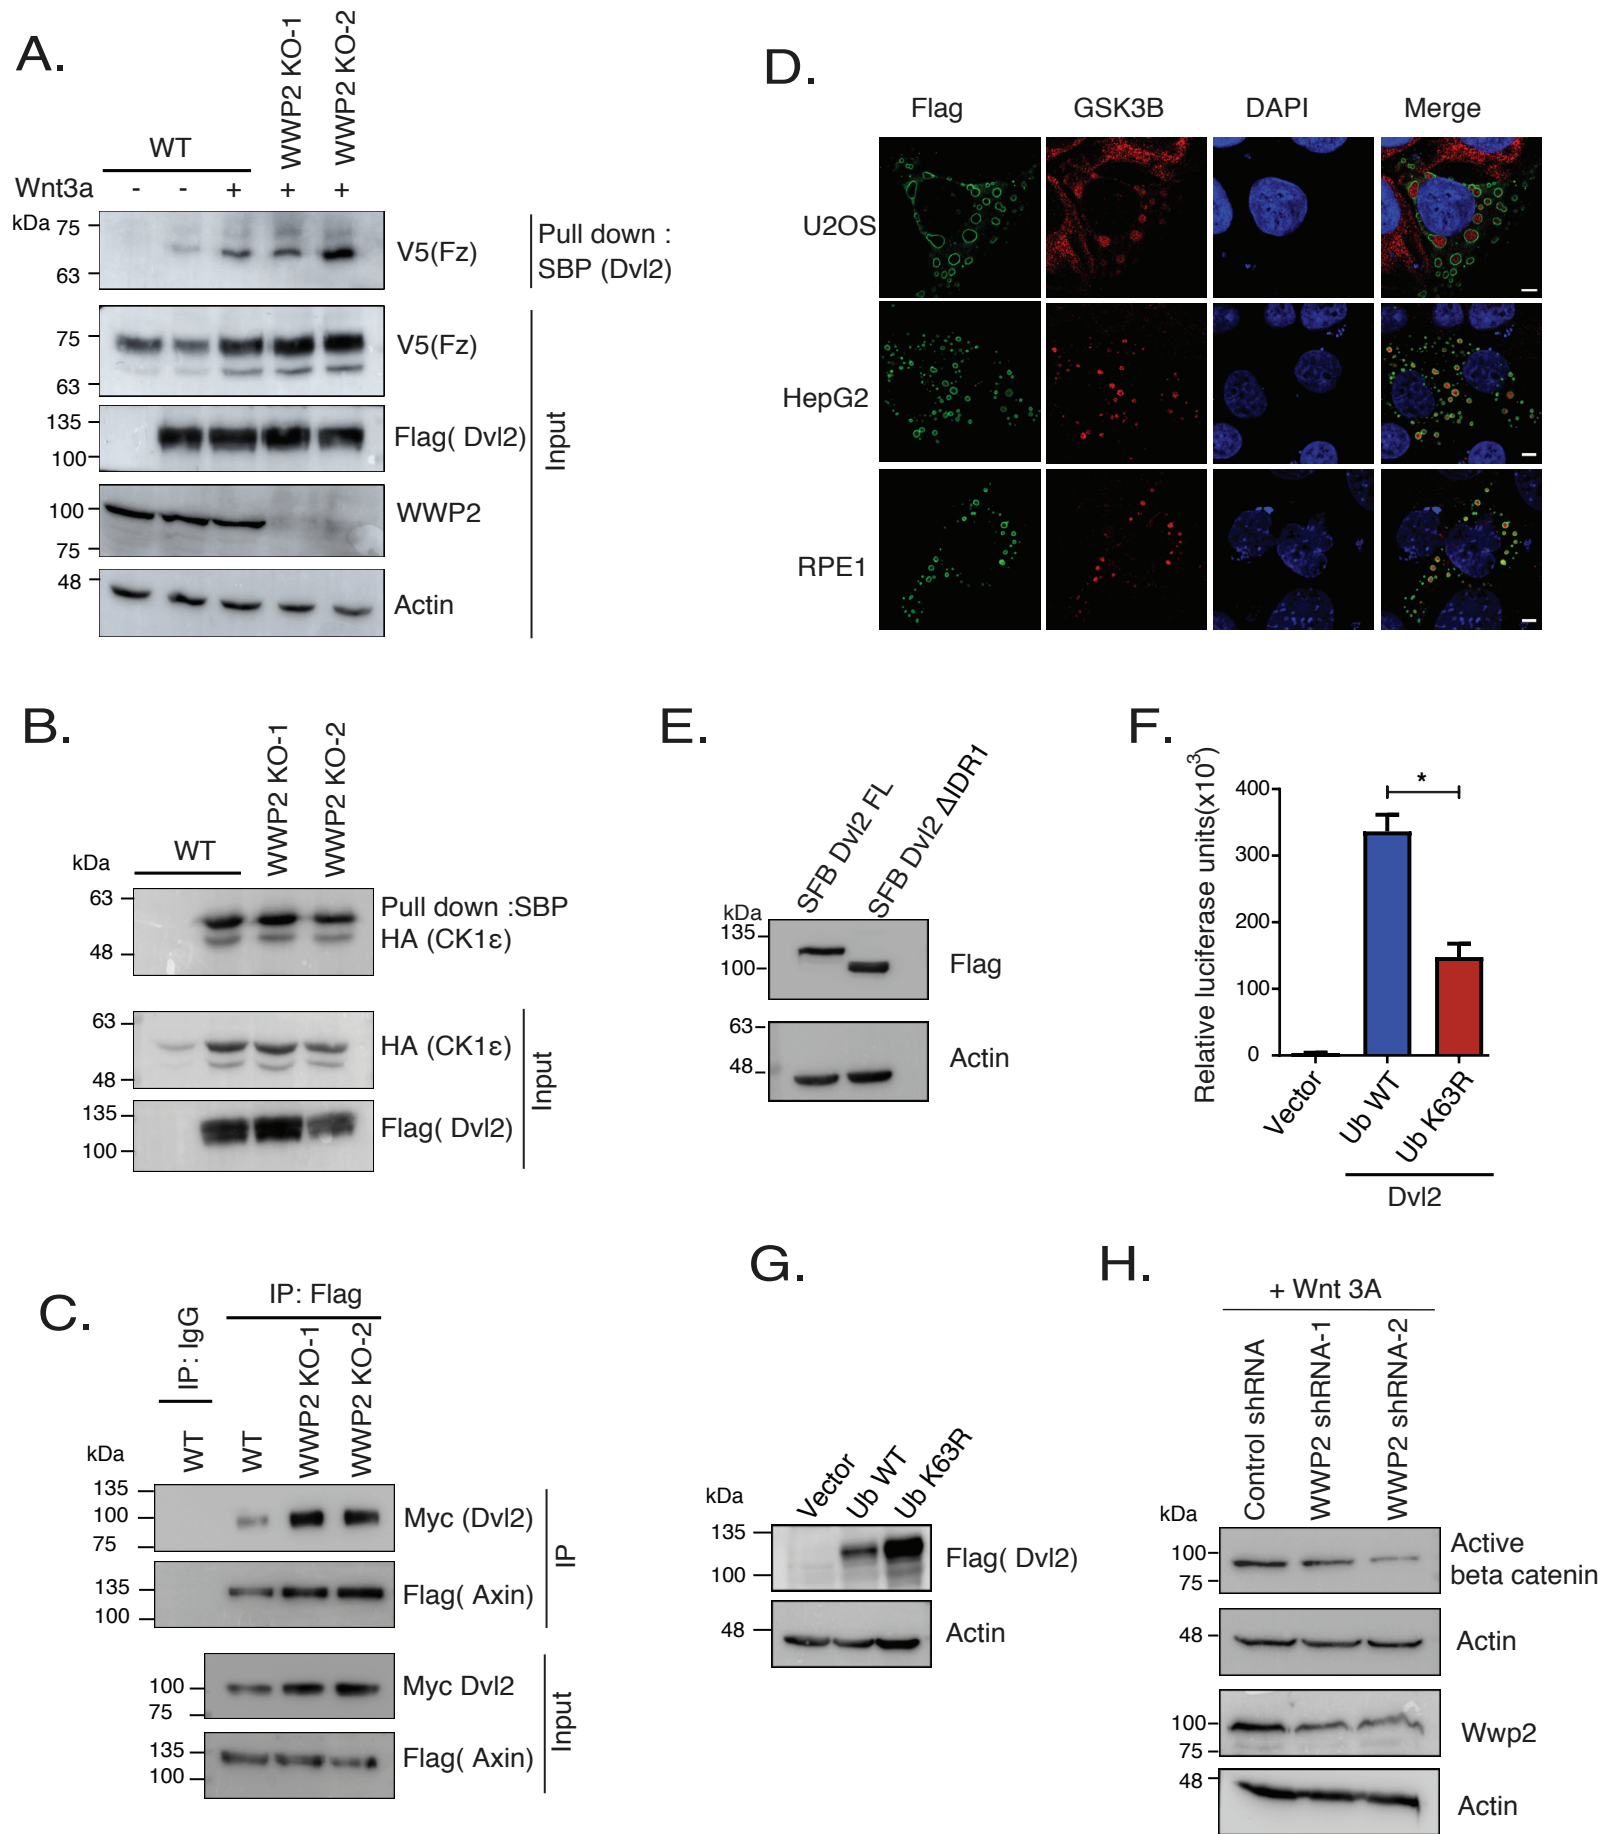 A.
WT
WWP2 KO-1
WWP2 KO-2
Wnt3a - - + + +
kDa
75
63
V5(Fz)
Pull down :
SBP (Dvl2)
75
63
V5(Fz)
135
100
Flag( Dvl2)
100
75
WWP2
48
Actin
Input
B.
WT
WWP2 KO-1
WWP2 KO-2
kDa
63
48
Pull down :SBP
HA (CK1ε)
63
48
HA (CK1ε)
135
100
Flag( Dvl2)
Input
C.
IP: IgG
IP: Flag
WT
WT
WWP2 KO-1
WWP2 KO-2
kDa
135
100
75
Myc (Dvl2)
135
100
Flag( Axin)
IP
100
75
Myc Dvl2
135
100
Flag( Axin)
Input
D.
Flag GSK3B DAPI Merge
U2OS
HepG2
RPE1
E.
SFB Dvl2 FL
SFB Dvl2 ΔIDR1
kDa
135
100
Flag
63
48
Actin
F.
Relative luciferase units(x10³)
400
300
200
100
0
*
Vector
Ub WT
Ub K63R
Dvl2
G.
Vector
Ub WT
Ub K63R
kDa
135
100
Flag( Dvl2)
48
Actin
H.
+ Wnt 3A
Control shRNA
WWP2 shRNA-1
WWP2 shRNA-2
kDa
100
75
Active
beta catenin
48
Actin
100
75
Wwp2
48
Actin